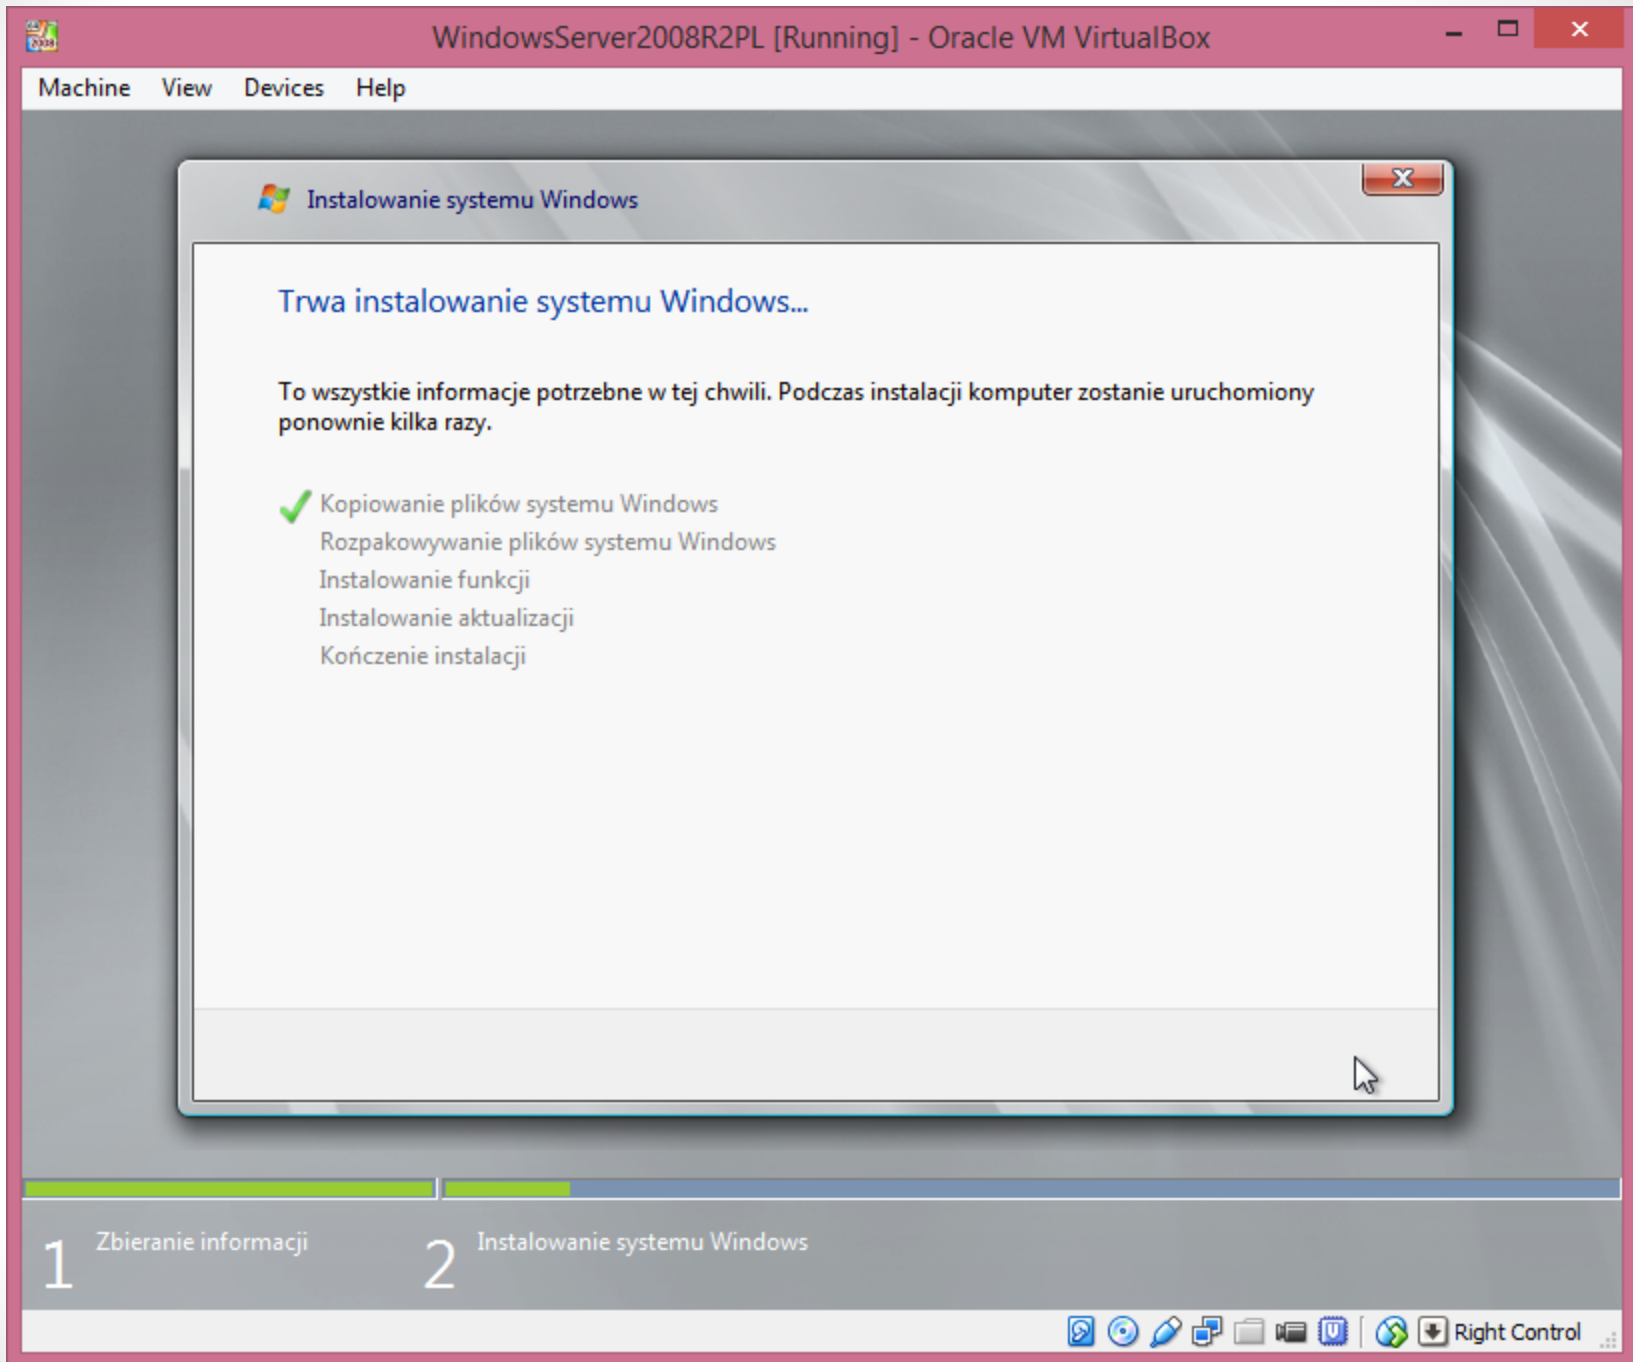 WindowsServer2008R2PL [Running] - Oracle VM VirtualBox
Machine View Devices Help
Instalowanie systemu Windows
Trwa instalowanie systemu Windows...
To wszystkie informacje potrzebne w tej chwili. Podczas instalacji komputer zostanie uruchomiony
ponownie kilka razy.
Kopiowanie plików systemu Windows
Rozpakowywanie plików systemu Windows
Instalowanie funkcji
Instalowanie aktualizacji
Kończenie instalacji
1 Zbieranie informacji 2 Instalowanie systemu Windows
Right Control